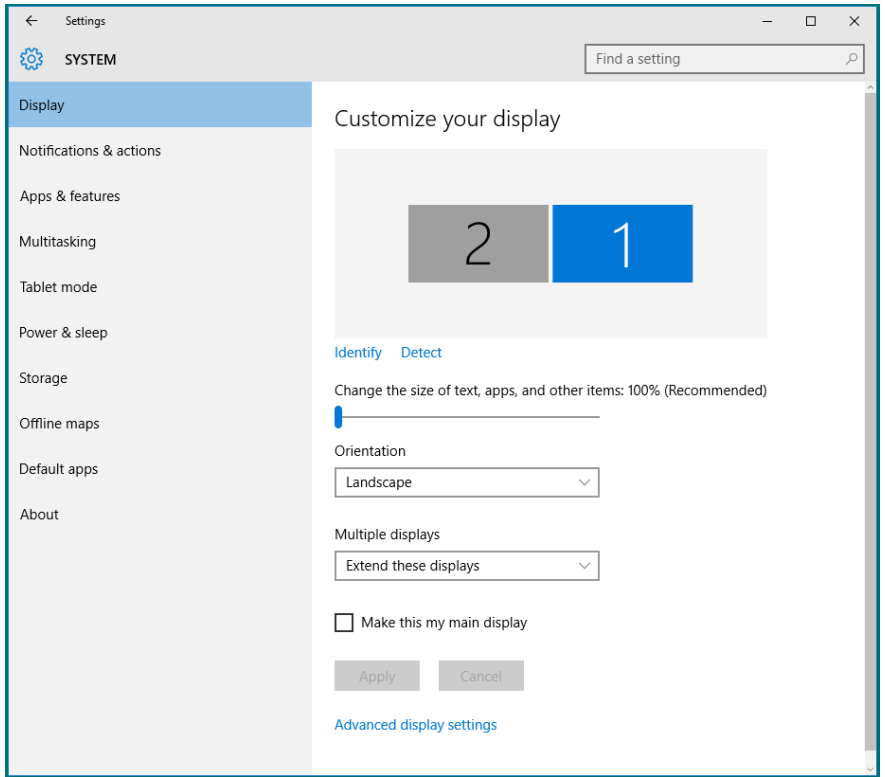 Settings
SYSTEM
Find a setting
Display
Notifications & actions
Apps & features
Multitasking
Tablet mode
Power & sleep
Storage
Offline maps
Default apps
About
Customize your display
2 1
Identify Detect
Change the size of text, apps, and other items: 100% (Recommended)
Orientation
Landscape
Multiple displays
Extend these displays
Make this my main display
Apply Cancel
Advanced display settings